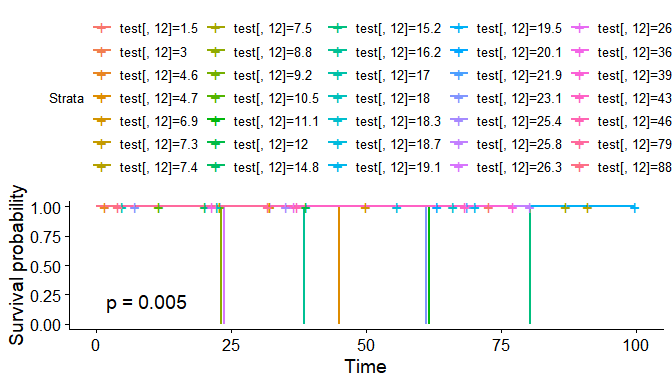 test[, 12]=1.5 test[, 12]=7.5 test[, 12]=15.2 test[, 12]=19.5 test[, 12]=26
test[, 12]=3 test[, 12]=8.8 test[, 12]=16.2 test[, 12]=20.1 test[, 12]=36
test[, 12]=4.6 test[, 12]=9.2 test[, 12]=17 test[, 12]=21.9 test[, 12]=39
Strata test[, 12]=4.7 test[, 12]=10.5 test[, 12]=18 test[, 12]=23.1 test[, 12]=43
test[, 12]=6.9 test[, 12]=11.1 test[, 12]=18.3 test[, 12]=25.4 test[, 12]=46
test[, 12]=7.3 test[, 12]=12 test[, 12]=18.7 test[, 12]=25.8 test[, 12]=79
test[, 12]=7.4 test[, 12]=14.8 test[, 12]=19.1 test[, 12]=26.3 test[, 12]=88
Survival probability
1.00
0.75
0.50
0.25
0.00
p = 0.005
0 25 50 75 100
Time